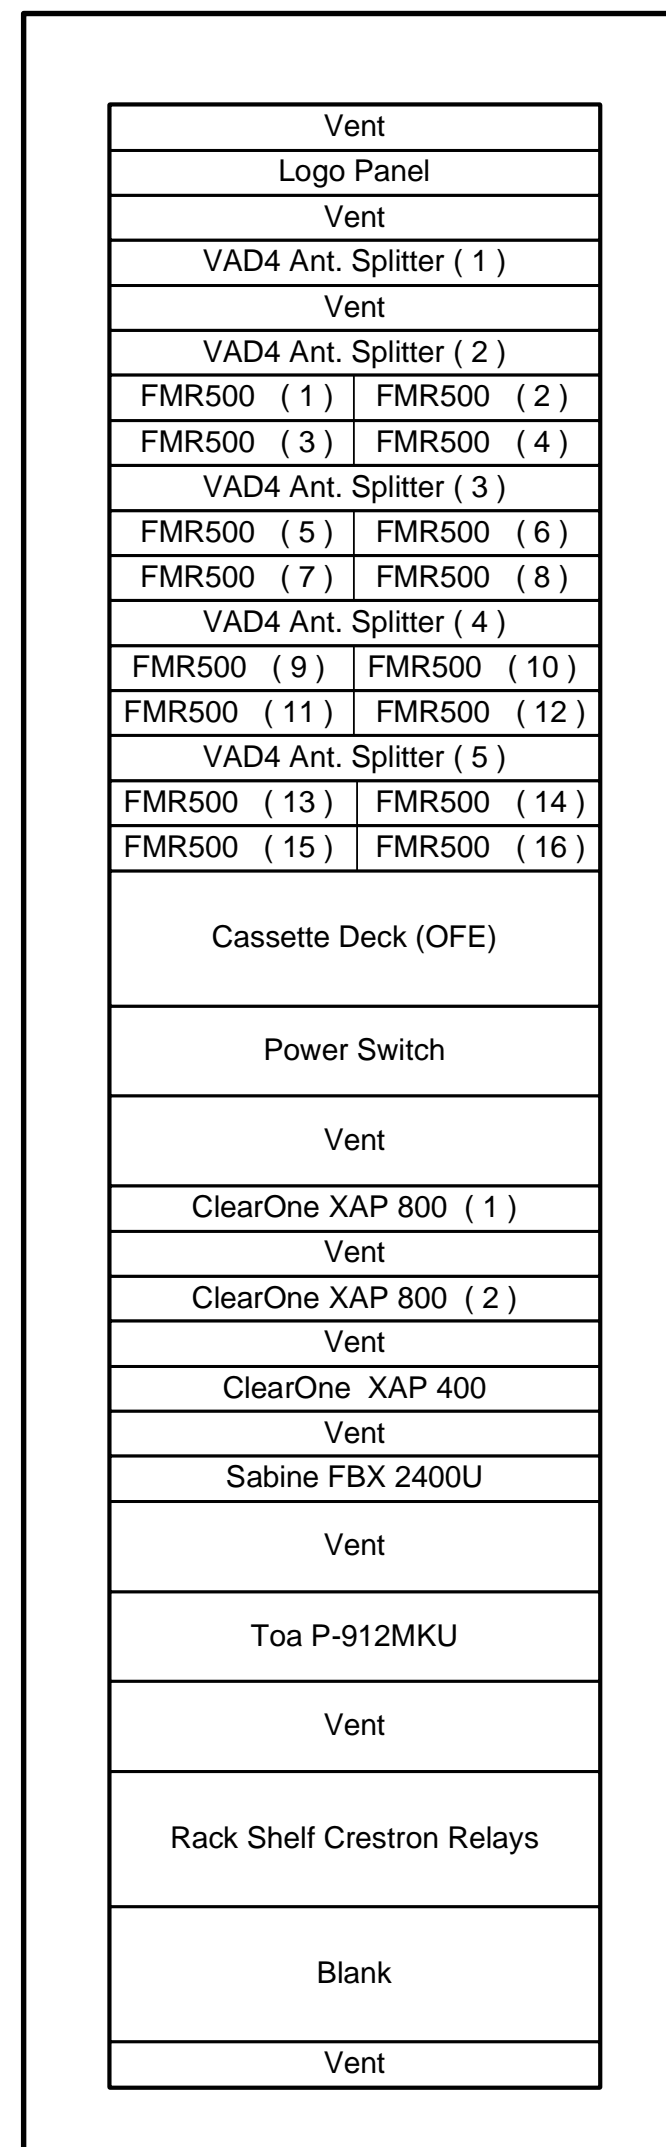 Vent
Logo Panel
Vent
VAD4 Ant. Splitter ( 1 )
Vent
VAD4 Ant. Splitter ( 2 )
FMR500 ( 1 ) FMR500 ( 2 )
FMR500 ( 3 ) FMR500 ( 4 )
VAD4 Ant. Splitter ( 3 )
FMR500 ( 5 ) FMR500 ( 6 )
FMR500 ( 7 ) FMR500 ( 8 )
VAD4 Ant. Splitter ( 4 )
FMR500 ( 9 ) FMR500 ( 10 )
FMR500 ( 11 ) FMR500 ( 12 )
VAD4 Ant. Splitter ( 5 )
FMR500 ( 13 ) FMR500 ( 14 )
FMR500 ( 15 ) FMR500 ( 16 )
Cassette Deck (OFE)
Power Switch
Vent
ClearOne XAP 800 ( 1 )
Vent
ClearOne XAP 800 ( 2 )
Vent
ClearOne XAP 400
Vent
Sabine FBX 2400U
Vent
Toa P-912MKU
Vent
Rack Shelf Crestron Relays
Blank
Vent